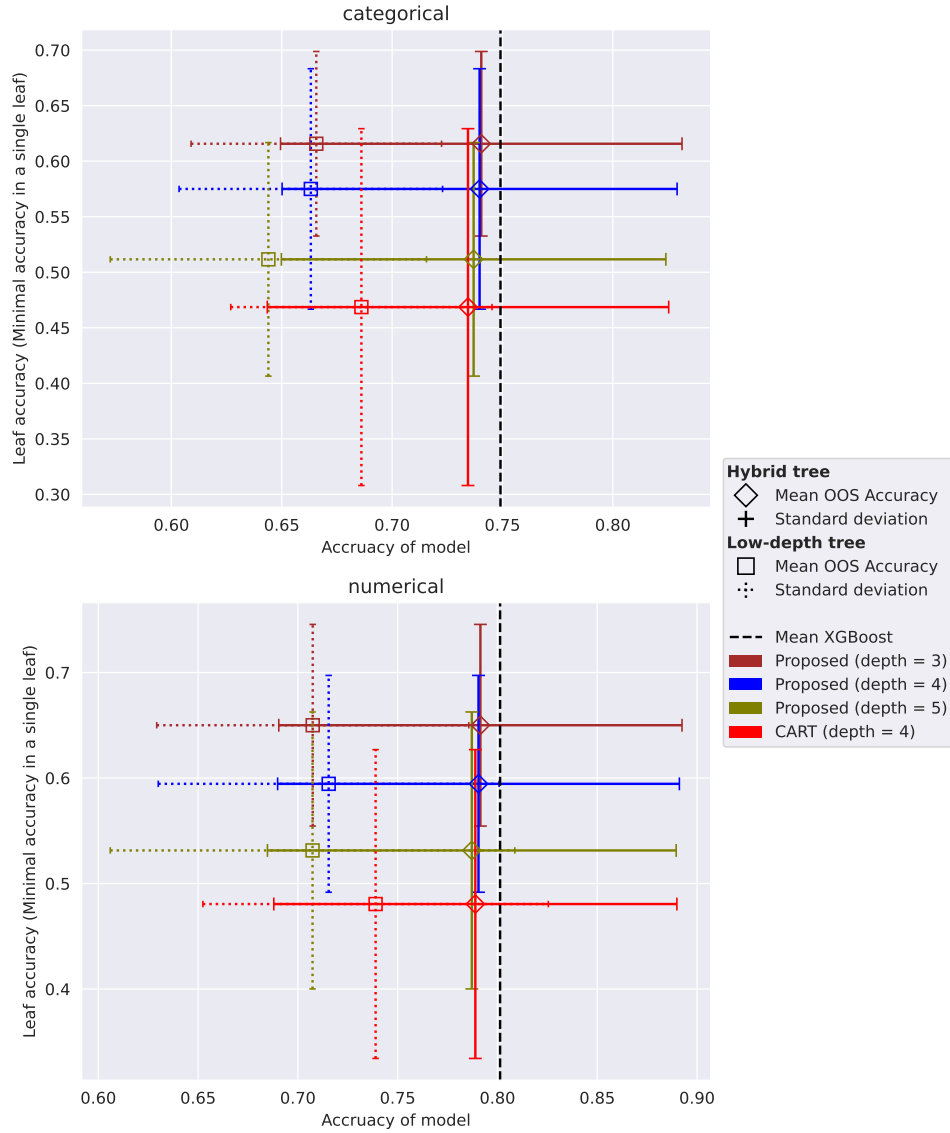 categorical
Leaf accuracy (Minimal accuracy in a single leaf)
0.70
0.65
0.60
0.55
0.50
0.45
0.40
0.35
0.30
0.60 0.65 0.70 0.75 0.80
Accruacy of model
Hybrid tree
Mean OOS Accuracy
Standard deviation
Low-depth tree
Mean OOS Accuracy
Standard deviation
Mean XGBoost
Proposed (depth = 3)
Proposed (depth = 4)
Proposed (depth = 5)
CART (depth = 4)
numerical
Leaf accuracy (Minimal accuracy in a single leaf)
0.7
0.6
0.5
0.4
0.60 0.65 0.70 0.75 0.80 0.85 0.90
Accruacy of model